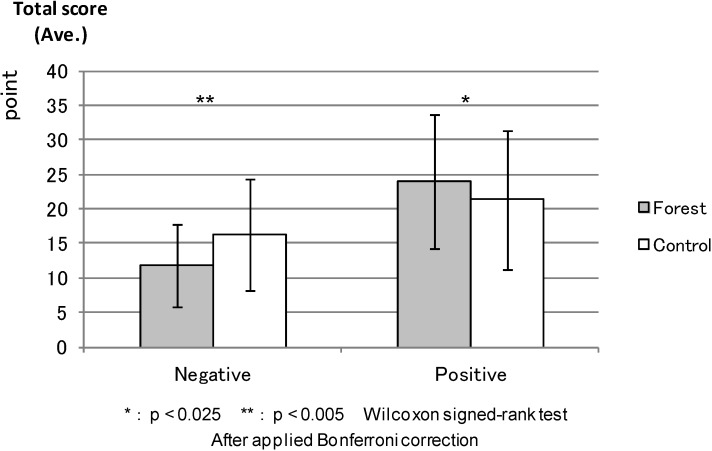 Total score
(Ave.)
point
40
35
30
25
20
15
10
5
0
**
*
Negative
Positive
Forest
Control
* : p < 0.025 ** : p < 0.005 Wilcoxon signed-rank test
After applied Bonferroni correction